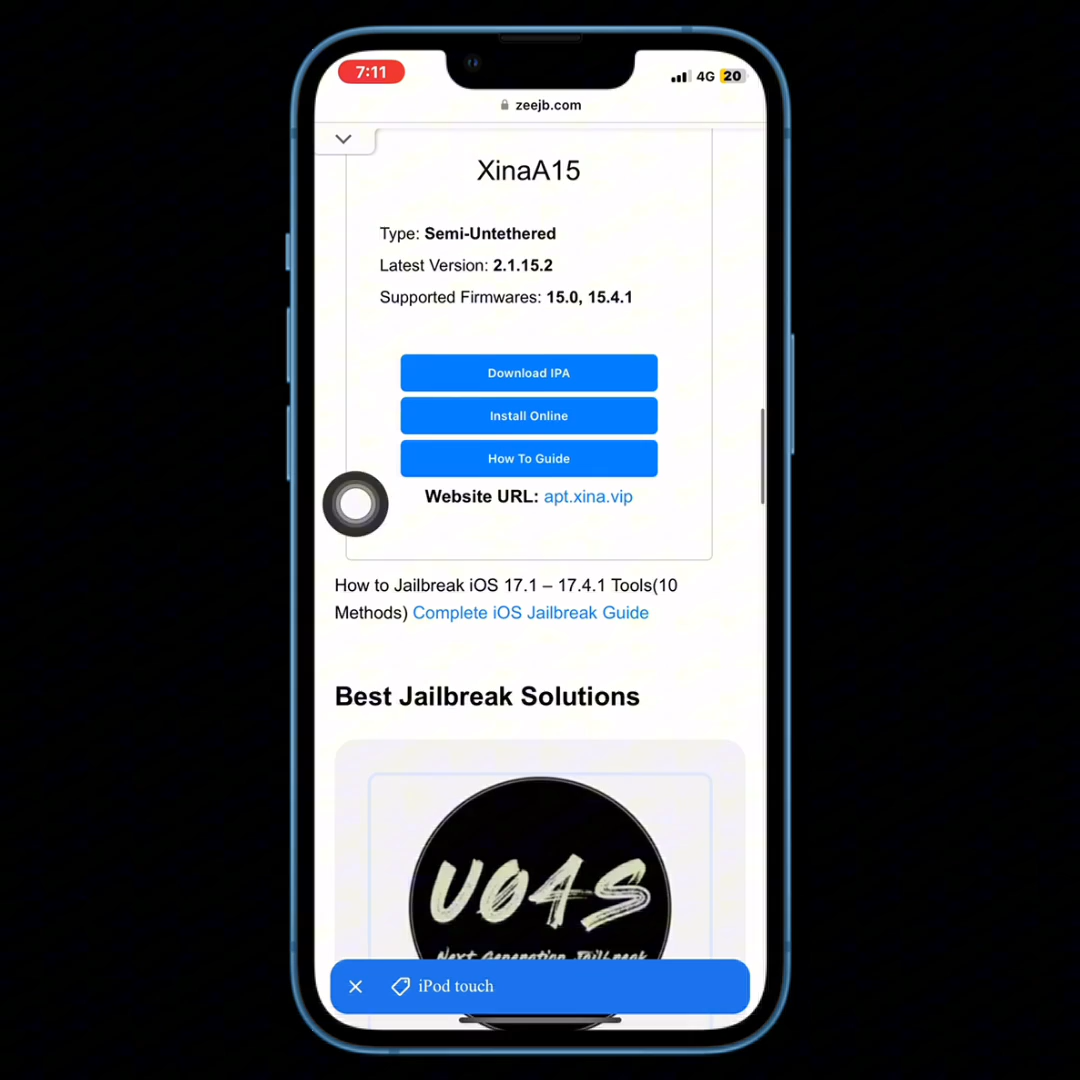 7:11 4G 20
zeejb.com
XinaA15
Type: Semi-Untethered
Latest Version: 2.1.15.2
Supported Firmwares: 15.0, 15.4.1
Download IPA
Install Online
How To Guide
Website URL: apt.xina.vip
How to Jailbreak iOS 17.1 – 17.4.1 Tools(10
Methods) Complete iOS Jailbreak Guide
Best Jailbreak Solutions
U04S
Next Generation Jailbreak
iPod touch